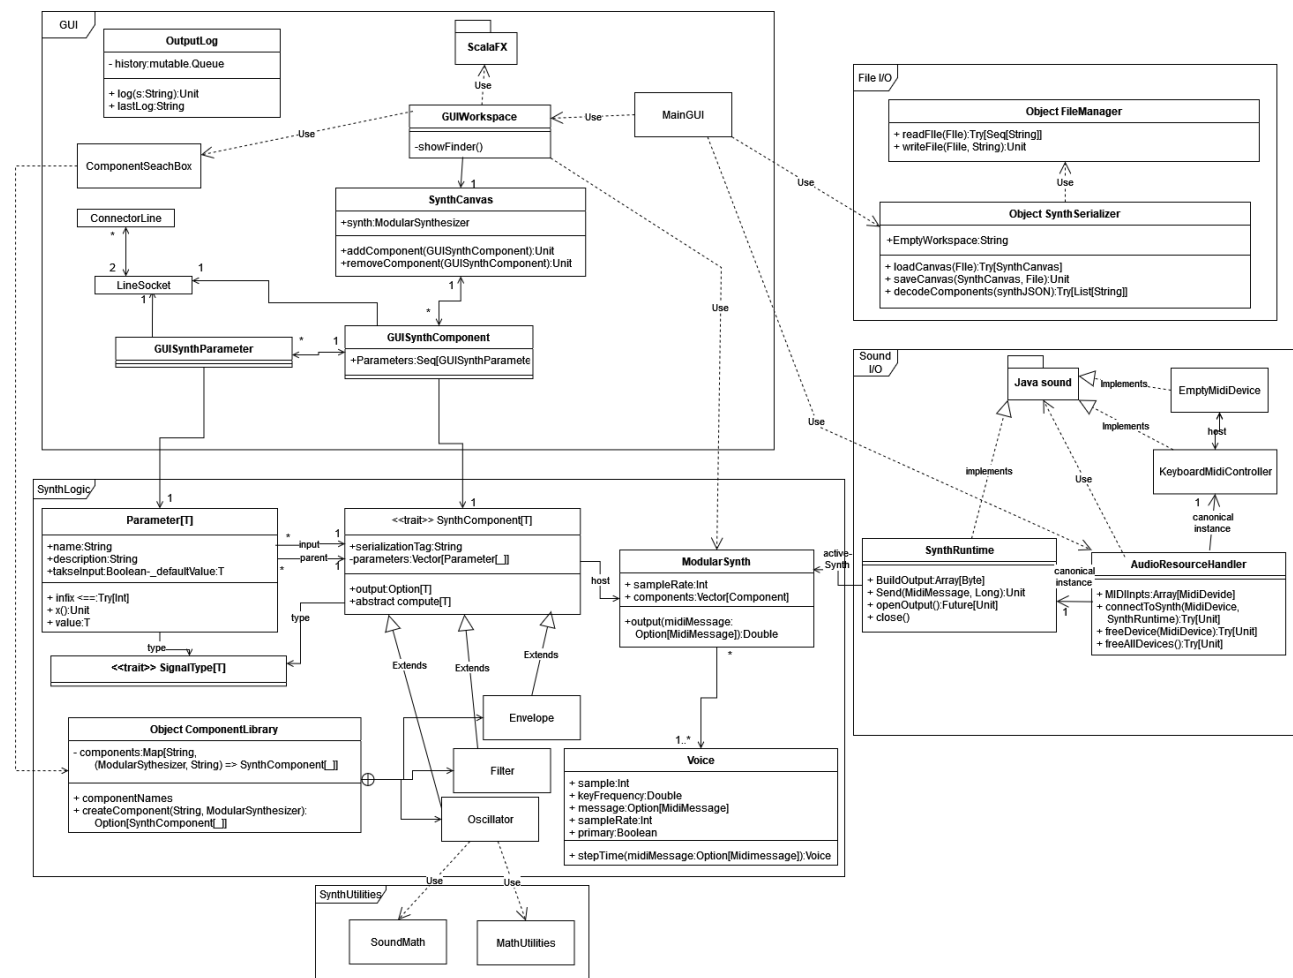 GUI
OutputLog
- history:mutable.Queue
+ log(s:String):Unit
+ lastLog:String
ScalaFX
Use
GUIWorkspace
-showFinder()
Use
MainGUI
Use
ComponentSeachBox
ConnectorLine
*
2
LineSocket
1
1
SynthCanvas
+synth:ModularSynthesizer
+addComponent(GUISynthComponent):Unit
+removeComponent(GUISynthComponent):Unit
1
1
*
GUISynthParameter
*
1
GUISynthComponent
+Parameters:Seq[GUISynthParamete
Use
Use
Use
File I/O
Object FileManager
+ readFIle(FIle):Try[Seq[String]]
+ writeFile(Flile, String):Unit
Use
Object SynthSerializer
+EmptyWorkspace:String
+ loadCanvas(FIle):Try[SynthCanvas]
+ saveCanvas(SynthCanvas, File):Unit
+ decodeComponents(synthJSON):Try[List[String]]
Sound
I/O
Java sound
Implements
EmptyMidiDevice
host
Implements
KeyboardMidiController
implements
Use
1
canonical
instance
SynthRuntime
+ BuildOutput:Array[Byte]
+ Send(MidiMessage, Long):Unit
+ openOutput():Future[Unit]
+ close()
canonical
instance
1
AudioResourceHandler
+ MIDIInpts:Array[MidiDevide]
+ connectToSynth(MidiDevice,
SynthRuntime):Try[Unit]
+ freeDevice(MidiDevice):Try[Unit]
+ freeAllDevices():Try[Unit]
active-
Synth
SynthLogic
1
1
Parameter[T]
+name:String
+description:String
+takseInput:Boolean-_defaultValue:T
+ infix <==:Try[Int]
+ x():Unit
+ value:T
*
input
1
parent
*
1
<<trait>> SynthComponent[T]
+serializationTag:String
-parameters:Vector[Parameter[_]]
+output:Option[T]
+abstract compute[T]
host
type
type
<<trait>> SignalType[T]
ModularSynth
+ sampleRate:Int
+ components:Vector[Component]
+output(midiMessage:
Option[MidiMessage]):Double
*
1..*
Extends
Extends
Extends
Envelope
Filter
Oscillator
Object ComponentLibrary
- components:Map[String,
(ModularSythesizer, String) => SynthComponent[_]]
+ componentNames
+ createComponent(String, ModularSynthesizer):
Option[SynthComponent[_]]
Voice
+ sample:Int
+ keyFrequency:Double
+ message:Option[MidiMessage]
+ sampleRate:Int
+ primary:Boolean
+ stepTime(midiMessage:Option[Midimessage]):Voice
Use
Use
SynthUtilities
SoundMath
MathUtilities